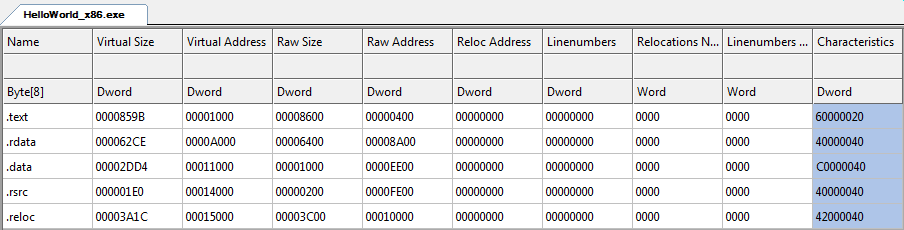 HelloWorld_x86.exe
Name Virtual Size Virtual Address Raw Size Raw Address Reloc Address Linenumbers Relocations N... Linenumbers ... Characteristics
Byte[8] Dword Dword Dword Dword Dword Dword Word Word Dword
.text 0000859B 00001000 00008600 00000400 00000000 00000000 0000 0000 60000020
.rdata 000062CE 0000A000 00006400 00008A00 00000000 00000000 0000 0000 40000040
.data 00002DD4 00011000 00001000 0000EE00 00000000 00000000 0000 0000 C0000040
.rsrc 000001E0 00014000 00000200 0000FE00 00000000 00000000 0000 0000 40000040
.reloc 00003A1C 00015000 00003C00 00010000 00000000 00000000 0000 0000 42000040